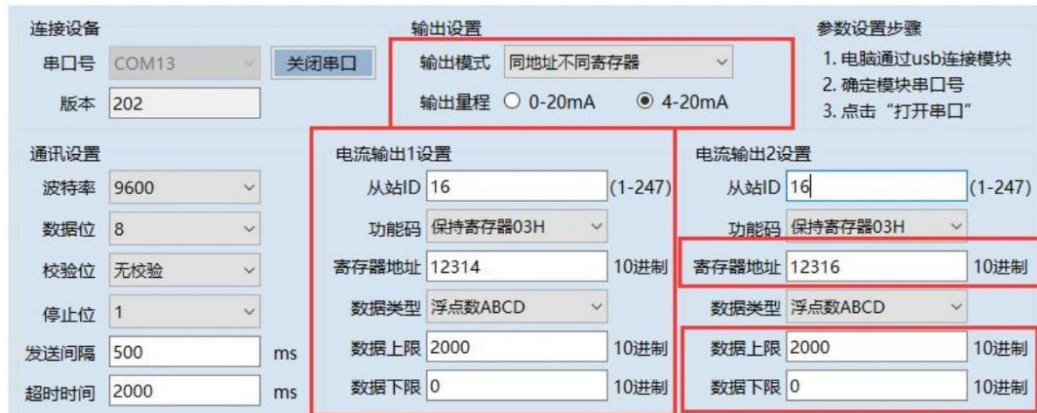 连接设备
串口号 COM13 关闭串口
版本 202
输出设置
输出模式 同地址不同寄存器
输出量程 0-20mA 4-20mA
参数设置步骤
1. 电脑通过usb连接模块
2. 确定模块串口号
3. 点击“打开串口”
通讯设置
波特率 9600
数据位 8
校验位 无校验
停止位 1
发送间隔 500 ms
超时时间 2000 ms
电流输出1设置
从站ID 16 (1-247)
功能码 保持寄存器03H
寄存器地址 12314 10进制
数据类型 浮点数ABCD
数据上限 2000 10进制
数据下限 0 10进制
电流输出2设置
从站ID 16 (1-247)
功能码 保持寄存器03H
寄存器地址 12316 10进制
数据类型 浮点数ABCD
数据上限 2000 10进制
数据下限 0 10进制